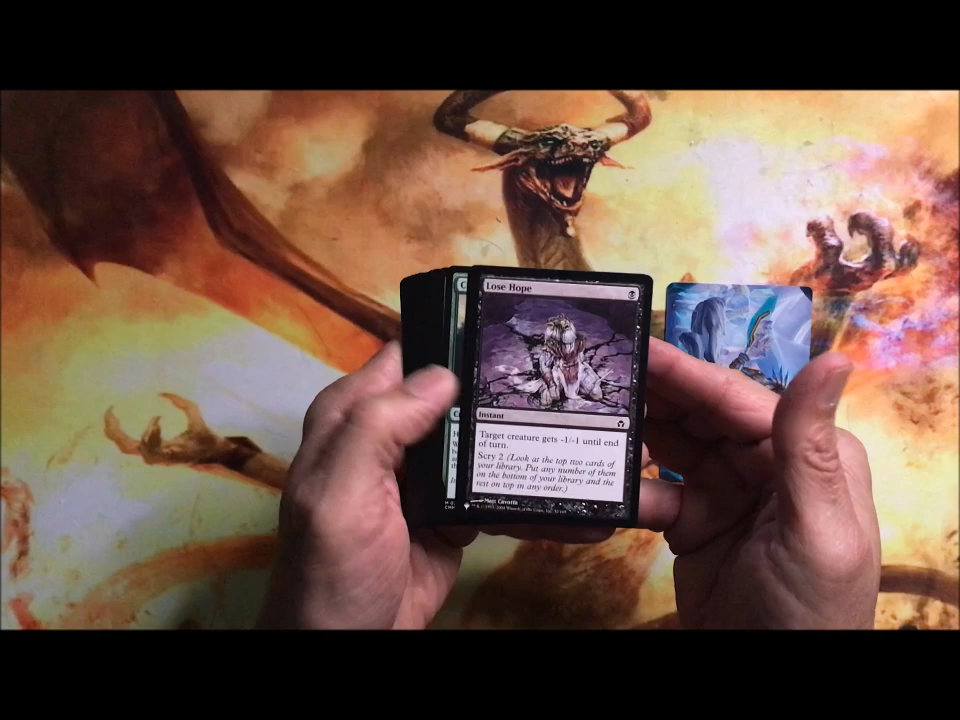 Lose Hope
Instant
Target creature gets -1/-1 until end
of turn.
Scry 2 (Look at the top two cards of
your library. Put any number of them
on the bottom of your library and the
rest on top in any order.)